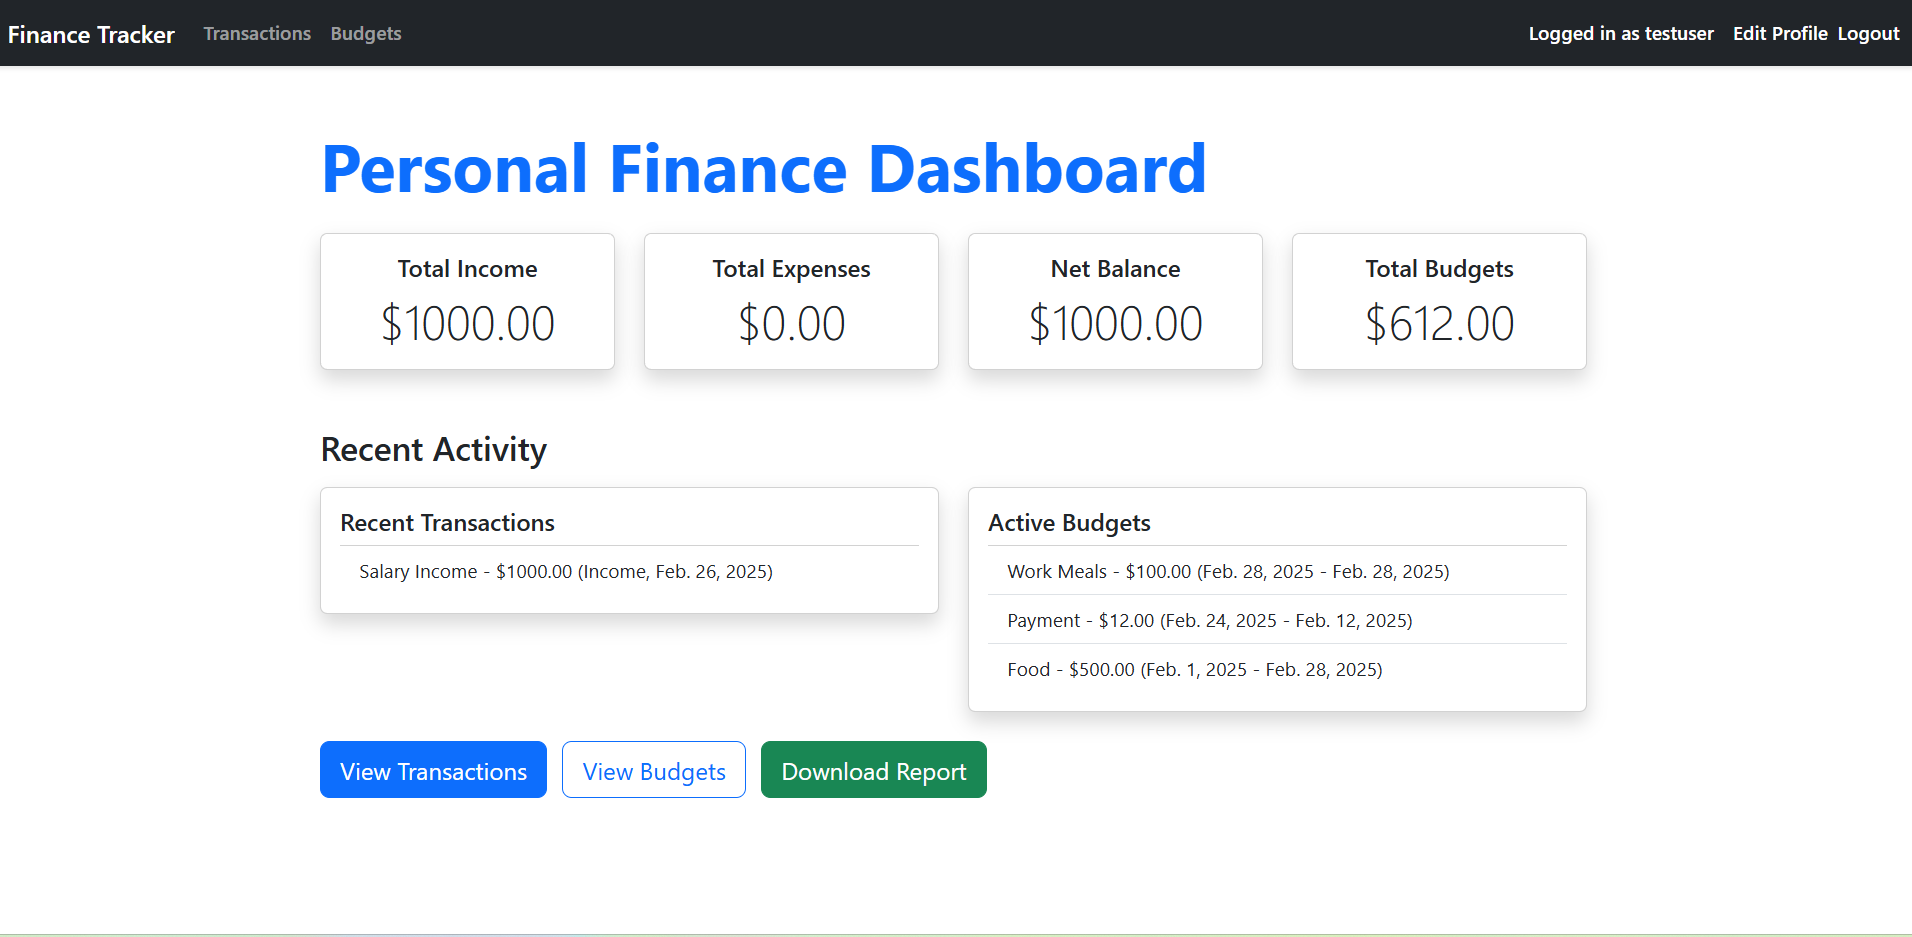 Finance Tracker Transactions Budgets Logged in as testuser Edit Profile Logout
Personal Finance Dashboard
Total Income
$1000.00
Total Expenses
$0.00
Net Balance
$1000.00
Total Budgets
$612.00
Recent Activity
Recent Transactions
Salary Income - $1000.00 (Income, Feb. 26, 2025)
Active Budgets
Work Meals - $100.00 (Feb. 28, 2025 - Feb. 28, 2025)
Payment - $12.00 (Feb. 24, 2025 - Feb. 12, 2025)
Food - $500.00 (Feb. 1, 2025 - Feb. 28, 2025)
View Transactions View Budgets Download Report